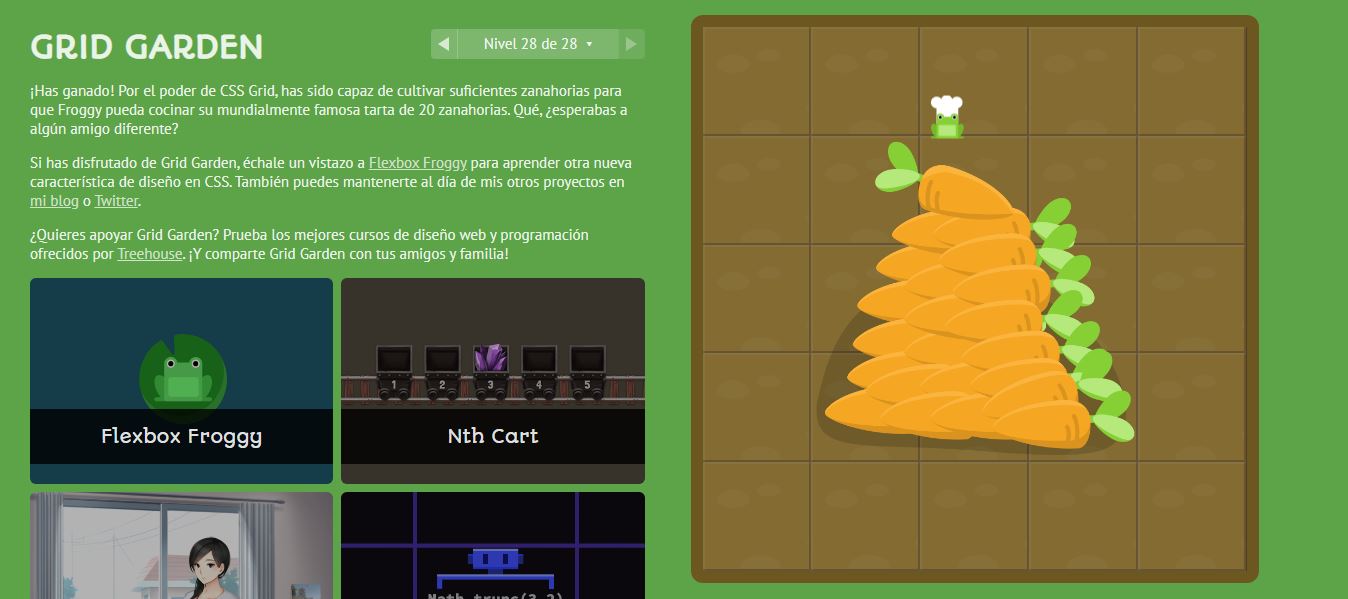 GRID GARDEN
Nivel 28 de 28
¡Has ganado! Por el poder de CSS Grid, has sido capaz de cultivar suficientes zanahorias para
que Froggy pueda cocinar su mundialmente famosa tarta de 20 zanahorias. Qué, ¿esperabas a
algún amigo diferente?
Si has disfrutado de Grid Garden, échale un vistazo a Flexbox Froggy para aprender otra nueva
característica de diseño en CSS. También puedes mantenerte al día de mis otros proyectos en
mi blog o Twitter.
¿Quieres apoyar Grid Garden? Prueba los mejores cursos de diseño web y programación
ofrecidos por Treehouse. ¡Y comparte Grid Garden con tus amigos y familia!
1 2 3 4 5
Flexbox Froggy
Nth Cart
Math.trunc(3.2)